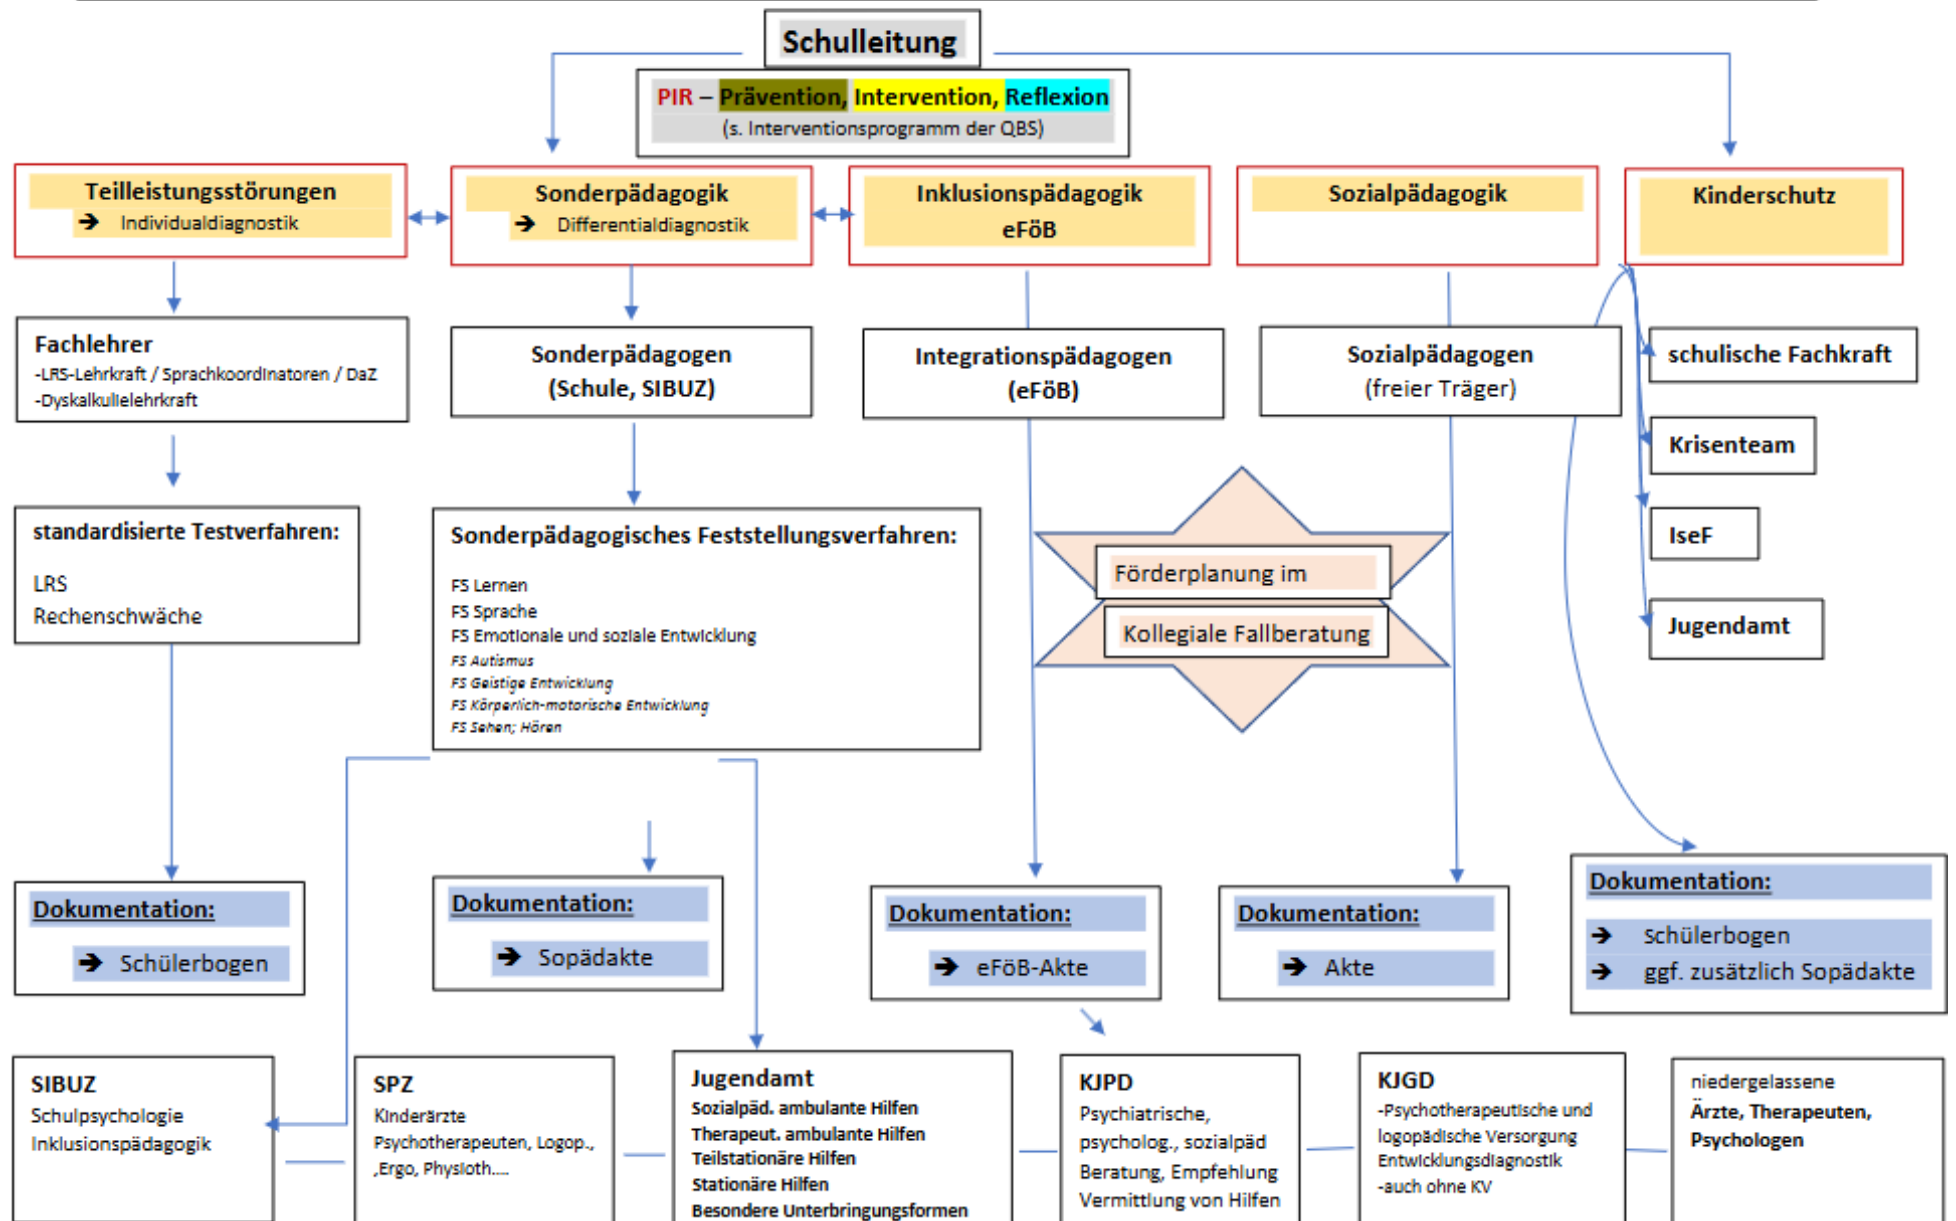 Schulleitung
PIR – Prävention, Intervention, Reflexion
(s. Interventionsprogramm der QBS)
Teilleistungsstörungen
➔ Individualdiagnostik
Sonderpädagogik
➔ Differentialdiagnostik
Inklusionspädagogik
eFöB
Sozialpädagogik
Kinderschutz
Fachlehrer
-LRS-Lehrkraft / Sprachkoordinatoren / DaZ
-Dyskalkulielehrkraft
Sonderpädagogen
(Schule, SIBUZ)
Integrationspädagogen
(eFöB)
Sozialpädagogen
(freier Träger)
schulische Fachkraft
Krisenteam
IseF
Jugendamt
standardisierte Testverfahren:
LRS
Rechenschwäche
Sonderpädagogisches Feststellungsverfahren:
FS Lernen
FS Sprache
FS Emotionale und soziale Entwicklung
FS Autismus
FS Geistige Entwicklung
FS Körperlich-motorische Entwicklung
FS Sehen; Hören
Förderplanung im
Kollegiale Fallberatung
Dokumentation:
➔ Schülerbogen
Dokumentation:
➔ Sopädakte
Dokumentation:
➔ eFöB-Akte
Dokumentation:
➔ Akte
Dokumentation:
➔ Schülerbogen
➔ ggf. zusätzlich Sopädakte
SIBUZ
Schulpsychologie
Inklusionspädagogik
SPZ
Kinderärzte
Psychotherapeuten, Logop.,
,Ergo, Physioth....
Jugendamt
Sozialpäd. ambulante Hilfen
Therapeut. ambulante Hilfen
Teilstationäre Hilfen
Stationäre Hilfen
Besondere Unterbringungsformen
KJPD
Psychiatrische,
psycholog., sozialpäd
Beratung, Empfehlung
Vermittlung von Hilfen
KJGD
-Psychotherapeutische und
logopädische Versorgung
Entwicklungsdiagnostik
-auch ohne KV
niedergelassene
Ärzte, Therapeuten,
Psychologen